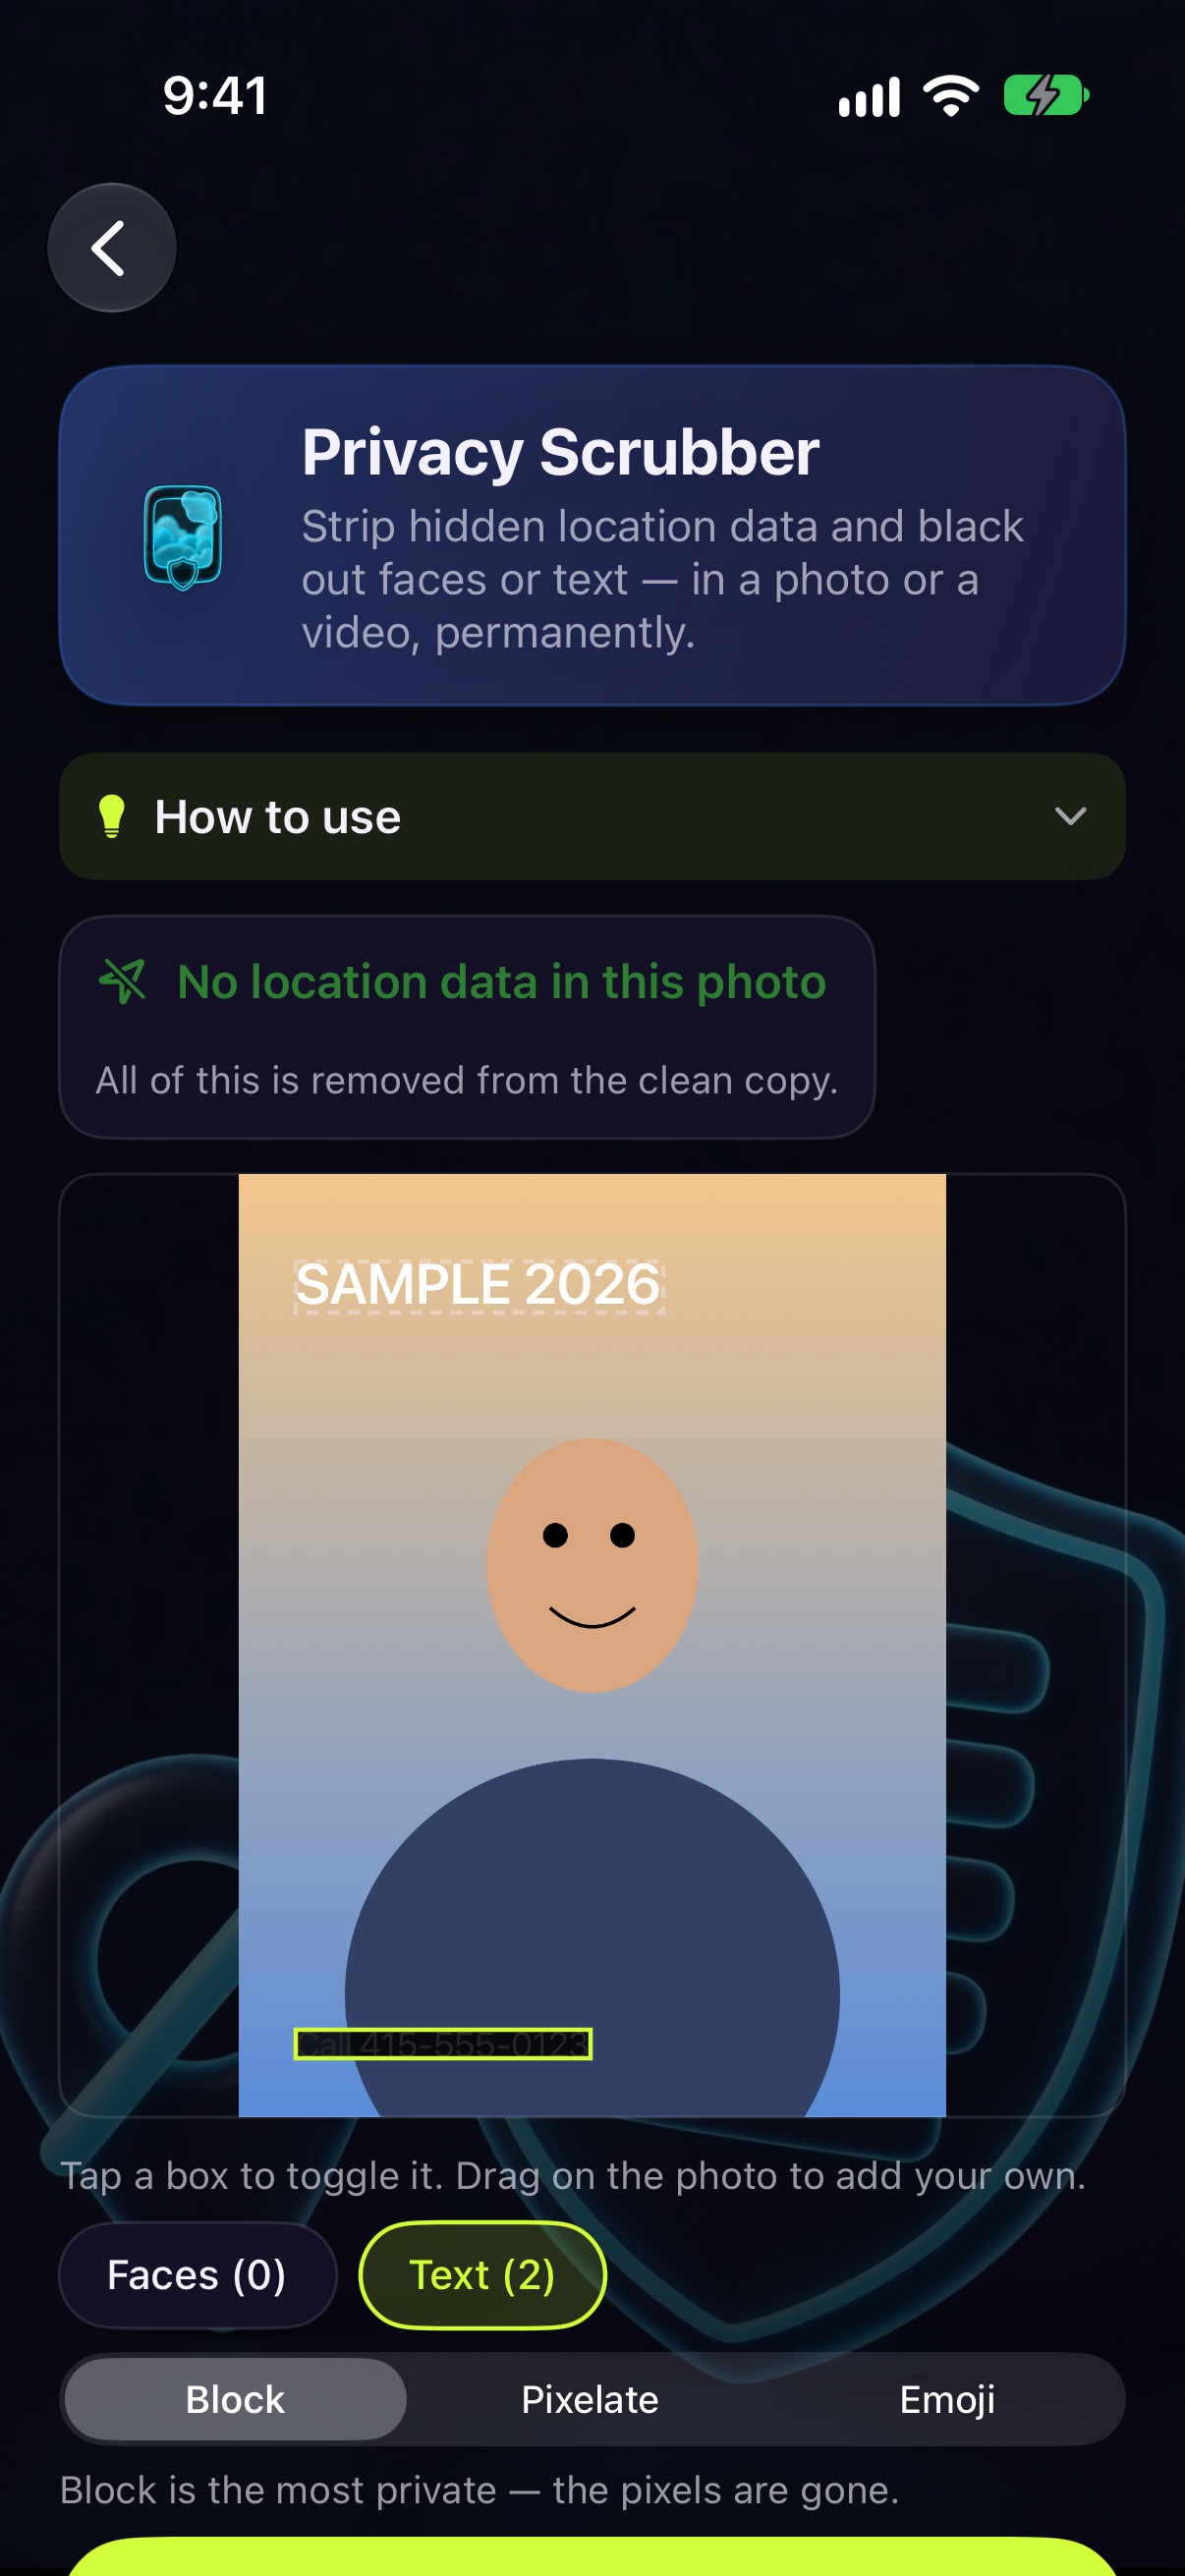 9:41
Privacy Scrubber
Strip hidden location data and black
out faces or text — in a photo or a
video, permanently.
How to use
No location data in this photo
All of this is removed from the clean copy.
SAMPLE 2026
Call 415-555-0123
Tap a box to toggle it. Drag on the photo to add your own.
Faces (0) Text (2)
Block Pixelate Emoji
Block is the most private — the pixels are gone.